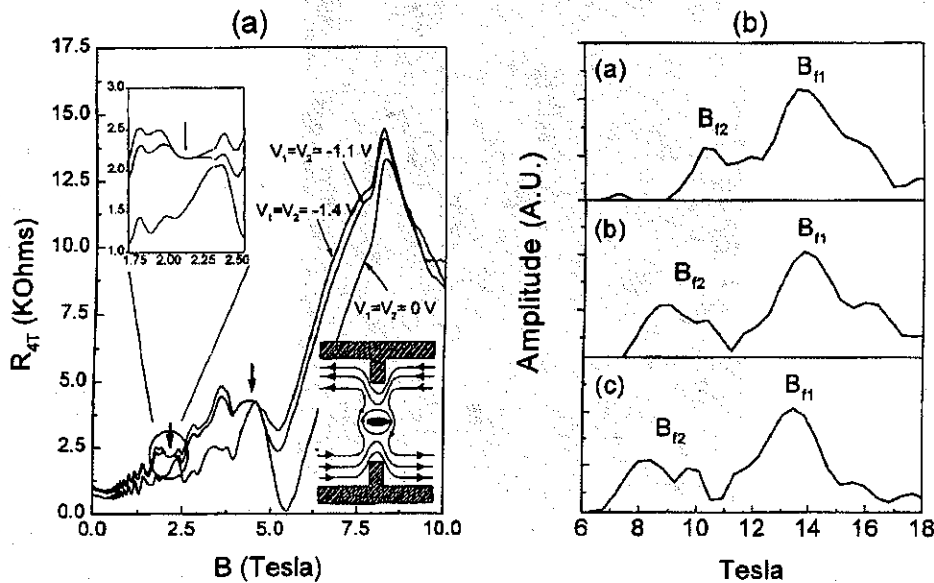 (a)
17.5
15.0
12.5
10.0
7.5
5.0
2.5
0.0
R4T (KOhms)
3.0
2.5
2.0
1.5
1.0
1.75 2.00 2.25 2.50
V1=V2= -1.1 V
V1=V2= -1.4 V
V1=V2= 0 V
0.0 2.5 5.0 7.5 10.0
B (Tesla)
(b)
Amplitude (A.U.)
(a)
Bf2
Bf1
(b)
Bf2
Bf1
(c)
Bf2
Bf1
6 8 10 12 14 16 18
Tesla